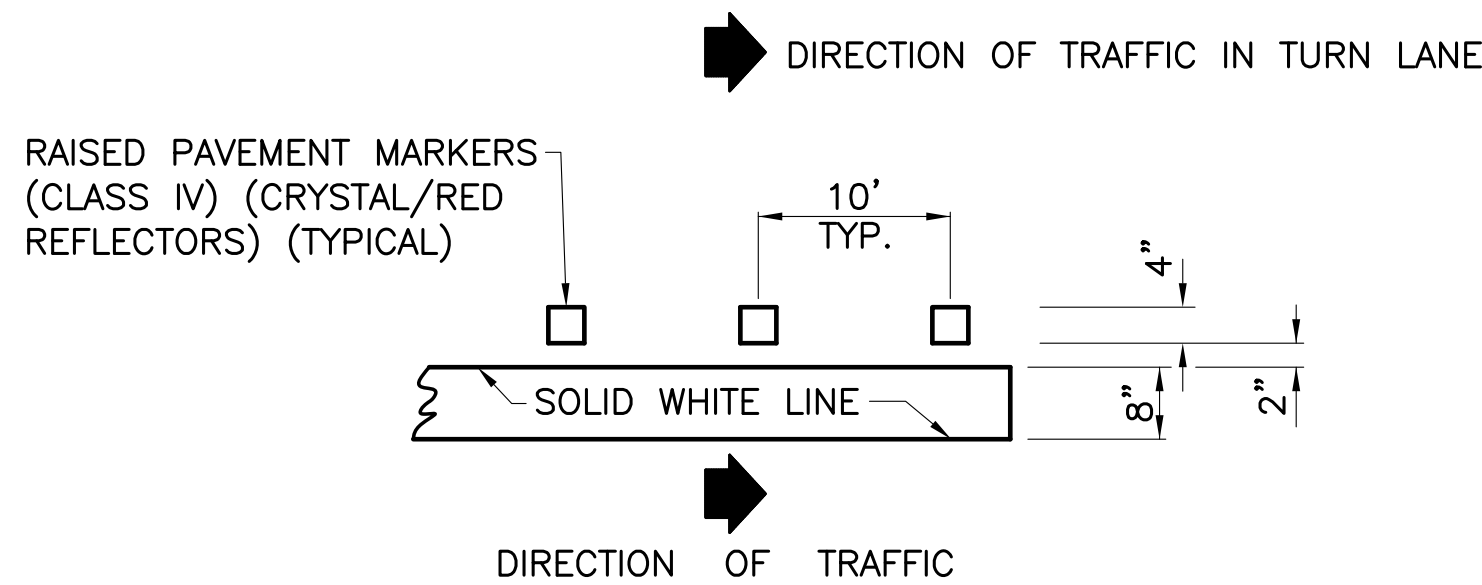 DIRECTION OF TRAFFIC IN TURN LANE
RAISED PAVEMENT MARKERS
(CLASS IV) (CRYSTAL/RED
REFLECTORS) (TYPICAL)
10'
TYP.
4"
2"
8"
SOLID WHITE LINE
DIRECTION OF TRAFFIC